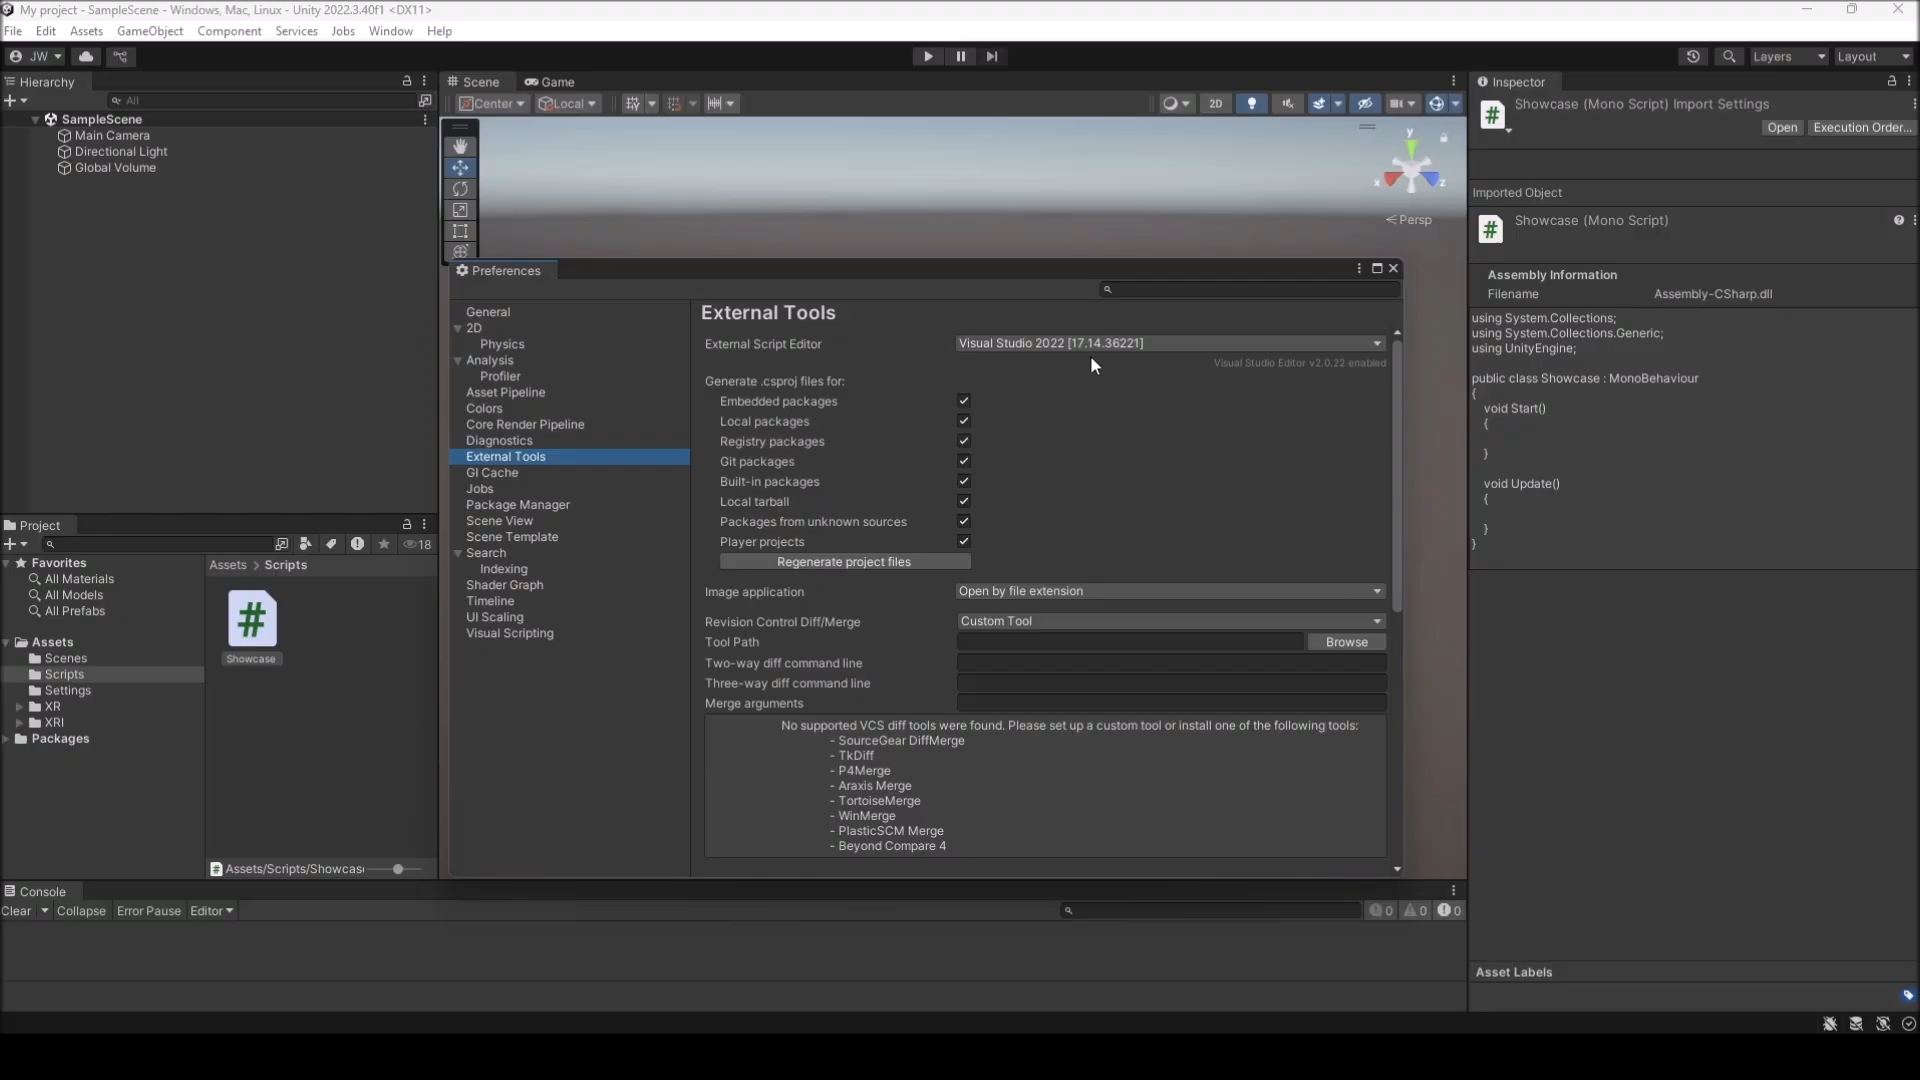 My project - SampleScene - Windows, Mac, Linux - Unity 2022.3.40f1 <DX11>
File Edit Assets GameObject Component Services Jobs Window Help
JW
Layers Layout
Hierarchy
All
SampleScene
Main Camera
Directional Light
Global Volume
Scene Game
Center Local 2D
y
x z
Persp
Preferences
General
2D
Physics
Analysis
Profiler
Asset Pipeline
Colors
Core Render Pipeline
Diagnostics
External Tools
GI Cache
Jobs
Package Manager
Scene View
Scene Template
Search
Indexing
Shader Graph
Timeline
UI Scaling
Visual Scripting
External Tools
External Script Editor Visual Studio 2022 [17.14.36221]
Visual Studio Editor v2.0.22 enabled
Generate .csproj files for:
Embedded packages
Local packages
Registry packages
Git packages
Built-in packages
Local tarball
Packages from unknown sources
Player projects
Regenerate project files
Image application Open by file extension
Revision Control Diff/Merge Custom Tool
Tool Path Browse
Two-way diff command line
Three-way diff command line
Merge arguments
No supported VCS diff tools were found. Please set up a custom tool or install one of the following tools:
- SourceGear DiffMerge
- TkDiff
- P4Merge
- Araxis Merge
- TortoiseMerge
- WinMerge
- PlasticSCM Merge
- Beyond Compare 4
Project
18
Favorites
All Materials
All Models
All Prefabs
Assets
Scenes
Scripts
Settings
XR
XRI
Packages
Assets > Scripts
#
Showcase
Assets/Scripts/Showcas
Console
Clear Collapse Error Pause Editor
0 0 0
Inspector
# Showcase (Mono Script) Import Settings
Open Execution Order...
Imported Object
# Showcase (Mono Script)
Assembly Information
Filename Assembly-CSharp.dll
using System.Collections;
using System.Collections.Generic;
using UnityEngine;
public class Showcase : MonoBehaviour
{
void Start()
{
}
void Update()
{
}
}
Asset Labels